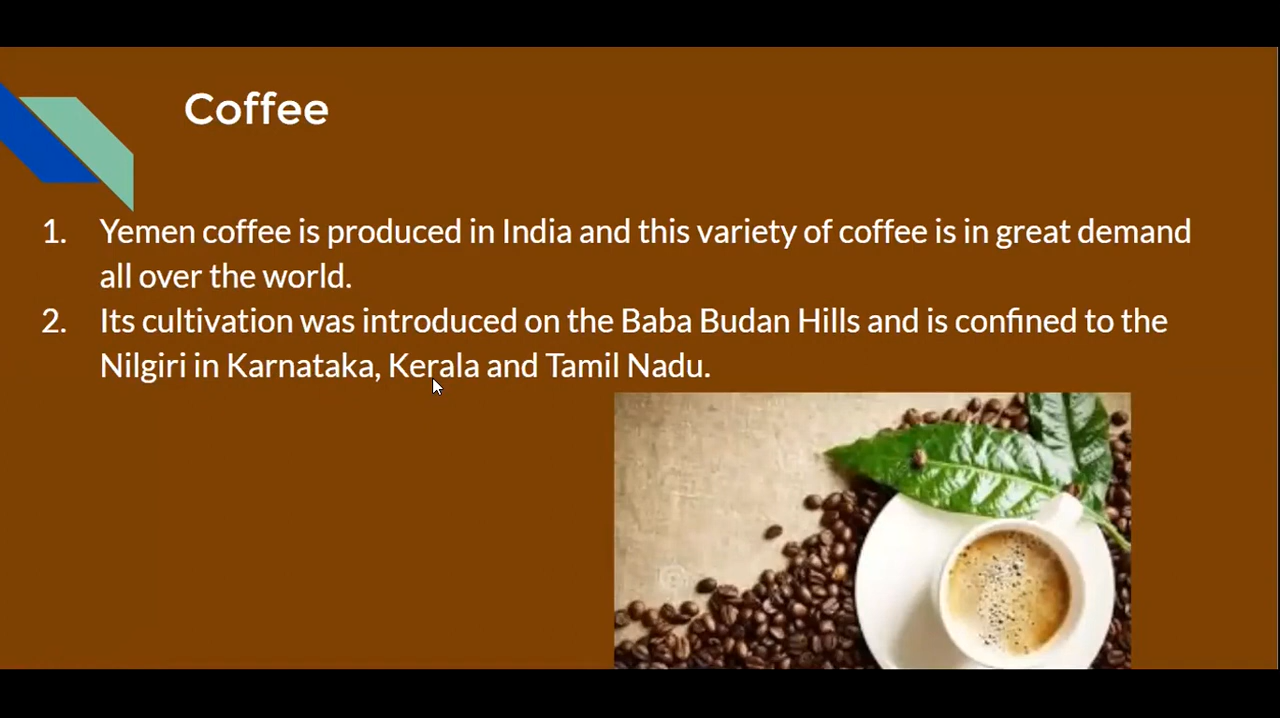 Coffee
1. Yemen coffee is produced in India and this variety of coffee is in great demand
all over the world.
2. Its cultivation was introduced on the Baba Budan Hills and is confined to the
Nilgiri in Karnataka, Kerala and Tamil Nadu.